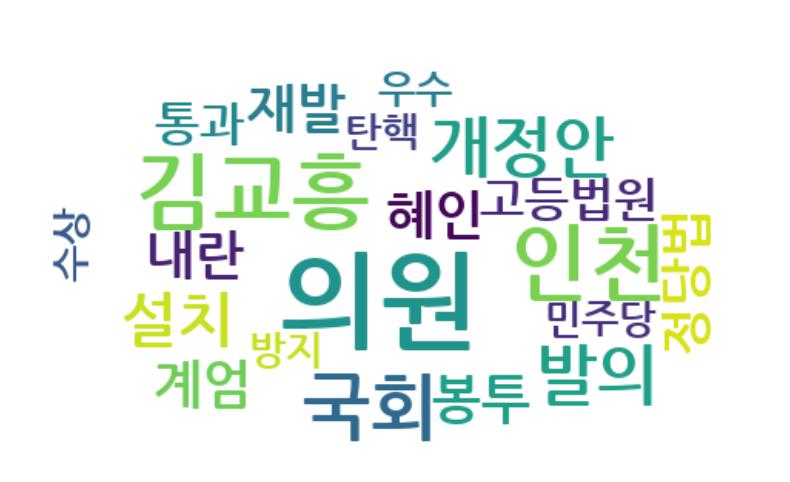 우수
재발
통과
탄핵
개정안
김교흥
혜인
고등법원
수상
내란
인천
정당법
의원
설치
민주당
방지
계엄
국회
봉투
발의